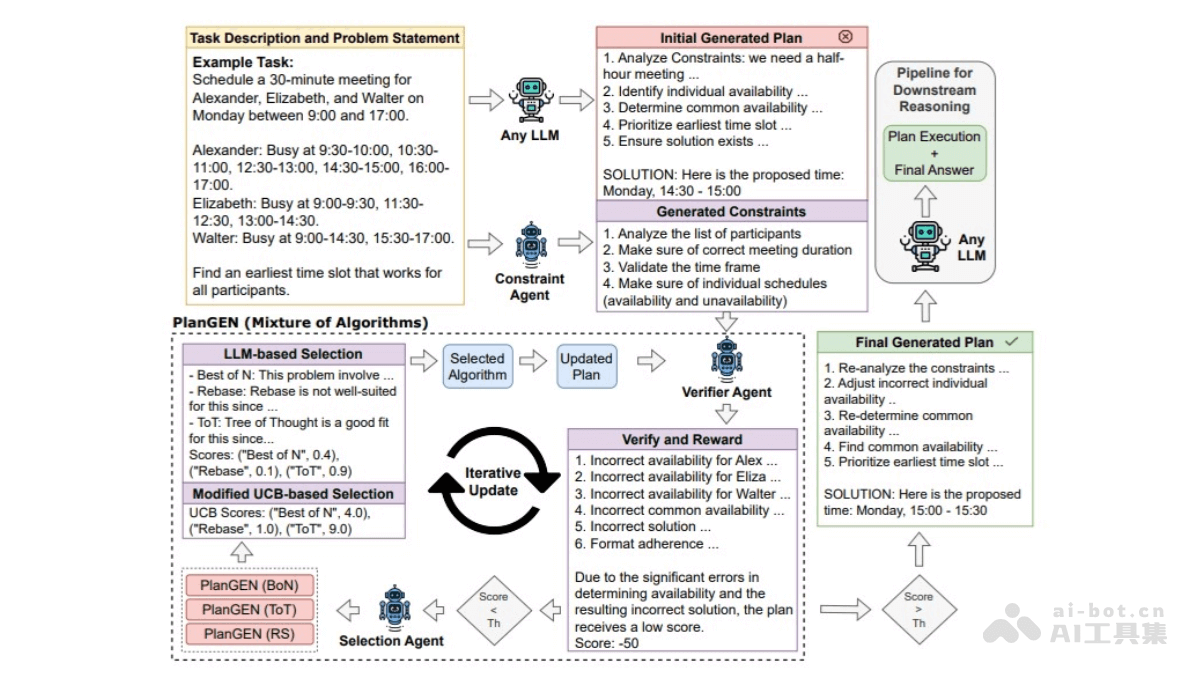 Task Description and Problem Statement
Example Task:
Schedule a 30-minute meeting for
Alexander, Elizabeth, and Walter on
Monday between 9:00 and 17:00.
Alexander: Busy at 9:30-10:00, 10:30-
11:00, 12:30-13:00, 14:30-15:00, 16:00-
17:00.
Elizabeth: Busy at 9:00-9:30, 11:30-
12:30, 13:00-14:30.
Walter: Busy at 9:00-14:30, 15:30-17:00.
Find an earliest time slot that works for
all participants.
Any LLM
Constraint
Agent
Initial Generated Plan
1. Analyze Constraints: we need a half-
hour meeting ...
2. Identify individual availability ...
3. Determine common availability ...
4. Prioritize earliest time slot ...
5. Ensure solution exists ...
SOLUTION: Here is the proposed time:
Monday, 14:30 - 15:00
Generated Constraints
1. Analyze the list of participants
2. Make sure of correct meeting duration
3. Validate the time frame
4. Make sure of individual schedules
(availability and unavailability)
Pipeline for
Downstream
Reasoning
Plan Execution
+
Final Answer
Any
LLM
PlanGEN (Mixture of Algorithms)
LLM-based Selection
- Best of N: This problem involve ...
- Rebase: Rebase is not well-suited
for this since ...
- ToT: Tree of Thought is a good fit
for this since...
Scores: ("Best of N", 0.4),
("Rebase", 0.1), ("ToT", 0.9)
Modified UCB-based Selection
UCB Scores: ("Best of N", 4.0),
("Rebase", 1.0), ("ToT", 9.0)
Selected
Algorithm
Updated
Plan
Verifier Agent
Iterative
Update
Verify and Reward
1. Incorrect availability for Alex ...
2. Incorrect availability for Eliza ...
3. Incorrect availability for Walter ...
4. Incorrect common availability ...
5. Incorrect solution ...
6. Format adherence ...
Due to the significant errors in
determining availability and the
resulting incorrect solution, the plan
receives a low score.
Score: -50
PlanGEN (BoN)
PlanGEN (ToT)
PlanGEN (RS)
Selection Agent
Score
<
Th
Score
>
Th
Final Generated Plan
1. Re-analyze the constraints ...
2. Adjust incorrect individual
availability ..
3. Re-determine common
availability ...
4. Find common availability ...
5. Prioritize earliest time slot ...
SOLUTION: Here is the proposed
time: Monday, 15:00 - 15:30
ai-bot.cn
AI工具集